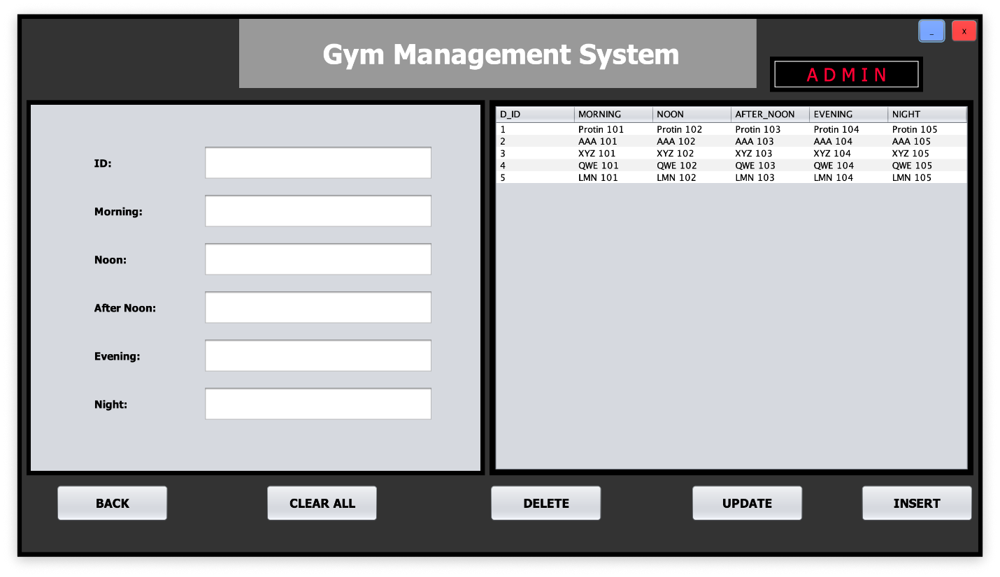 _ x
Gym Management System
ADMIN
ID:
Morning:
Noon:
After Noon:
Evening:
Night:
D_ID MORNING NOON AFTER_NOON EVENING NIGHT
1 Protin 101 Protin 102 Protin 103 Protin 104 Protin 105
2 AAA 101 AAA 102 AAA 103 AAA 104 AAA 105
3 XYZ 101 XYZ 102 XYZ 103 XYZ 104 XYZ 105
4 QWE 101 QWE 102 QWE 103 QWE 104 QWE 105
5 LMN 101 LMN 102 LMN 103 LMN 104 LMN 105
BACK CLEAR ALL DELETE UPDATE INSERT